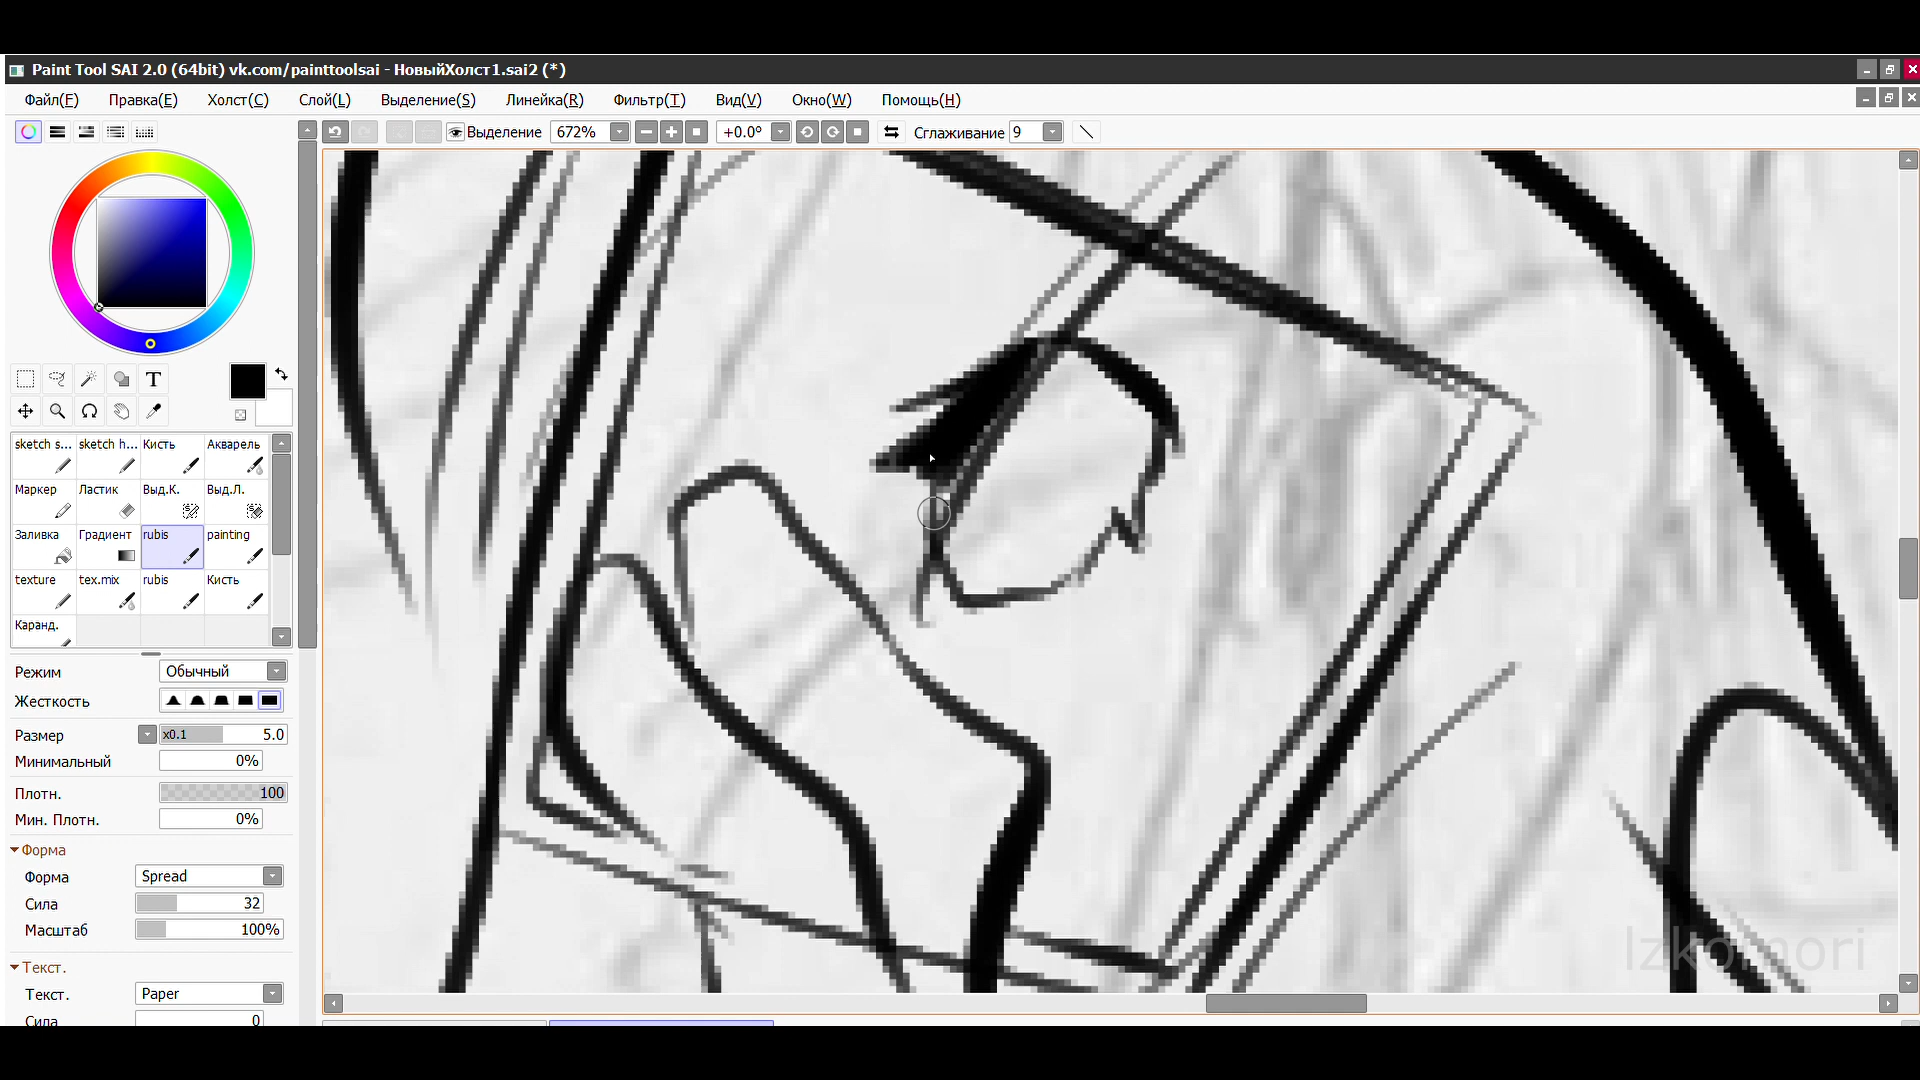 Paint Tool SAI 2.0 (64bit) vk.com/painttoolsai - НовыйХолст1.sai2 (*)
Файл(F) Правка(E) Холст(C) Слой(L) Выделение(S) Линейка(R) Фильтр(T) Вид(V) Окно(W) Помощь(H)
Выделение 672% +0.0º Сглаживание 9
T
sketch s... sketch h... Кисть Акварель
Маркер Ластик Выд.К. Выд.Л.
Заливка Градиент rubis painting
texture tex.mix rubis Кисть
Каранд.
Режим Обычный
Жесткость
Размер x0.1 5.0
Минимальный 0%
Плотн. 100
Мин. Плотн. 0%
Форма
Форма Spread
Сила 32
Масштаб 100%
Текст.
Текст. Paper
Сила 0
Izkomori